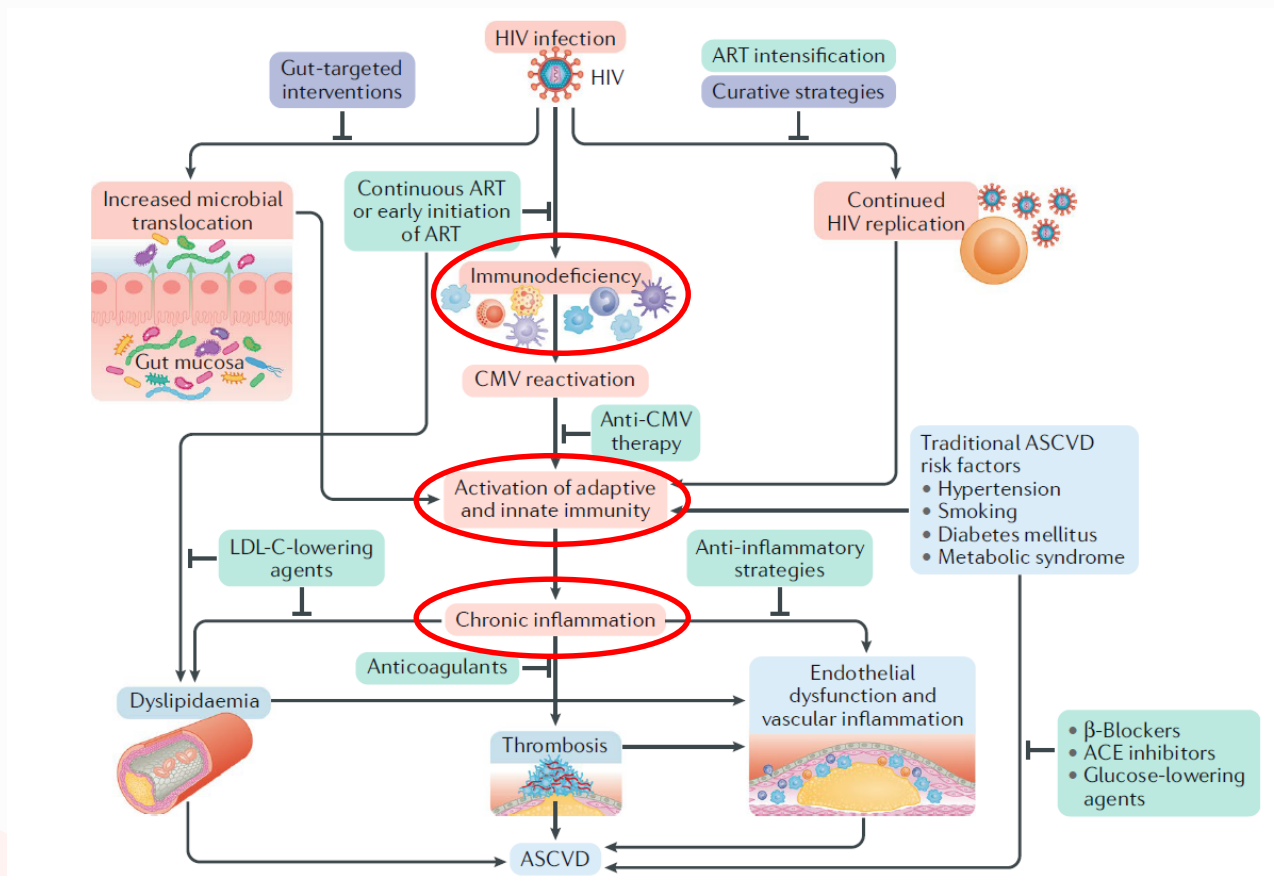 HIV infection
HIV
Gut-targeted
interventions
ART intensification
Curative strategies
Increased microbial
translocation
Gut mucosa
Continuous ART
or early initiation
of ART
Continued
HIV replication
Immunodeficiency
CMV reactivation
Anti-CMV
therapy
Traditional ASCVD
risk factors
• Hypertension
• Smoking
• Diabetes mellitus
• Metabolic syndrome
Activation of adaptive
and innate immunity
LDL-C-lowering
agents
Anti-inflammatory
strategies
Chronic inflammation
Anticoagulants
Dyslipidaemia
Endothelial
dysfunction and
vascular inflammation
Thrombosis
• β-Blockers
• ACE inhibitors
• Glucose-lowering
agents
ASCVD